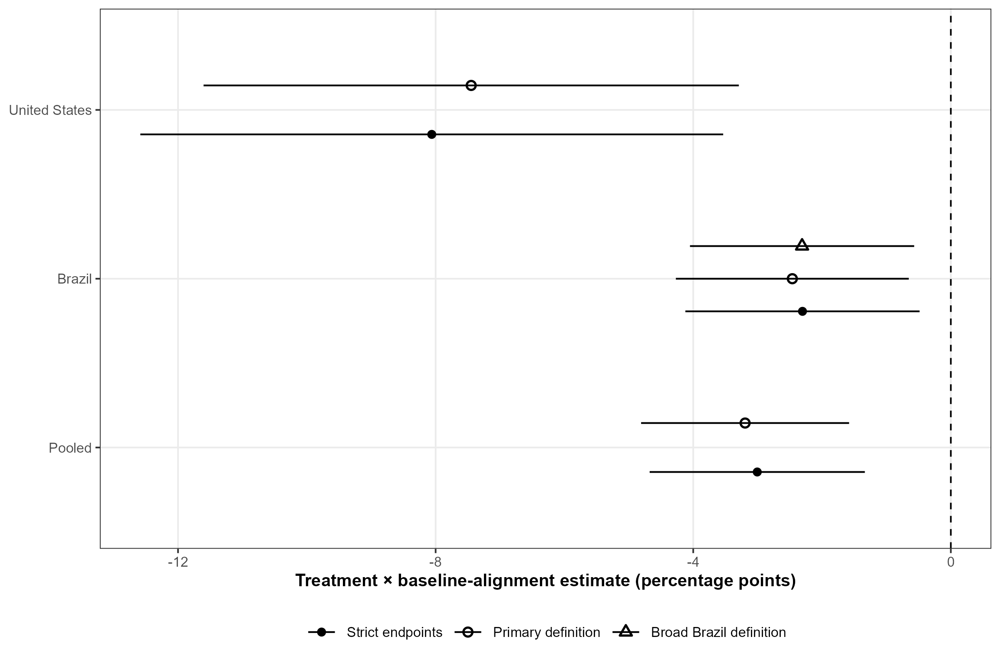 United States
Brazil
Pooled
-12 -8 -4 0
Treatment × baseline-alignment estimate (percentage points)
Strict endpoints Primary definition Broad Brazil definition